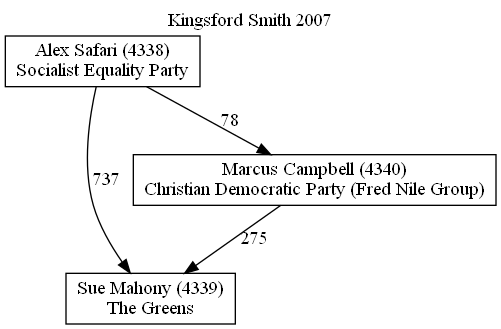 Kingsford Smith 2007
Alex Safari (4338)
Socialist Equality Party
78
Marcus Campbell (4340)
Christian Democratic Party (Fred Nile Group)
737
275
Sue Mahony (4339)
The Greens